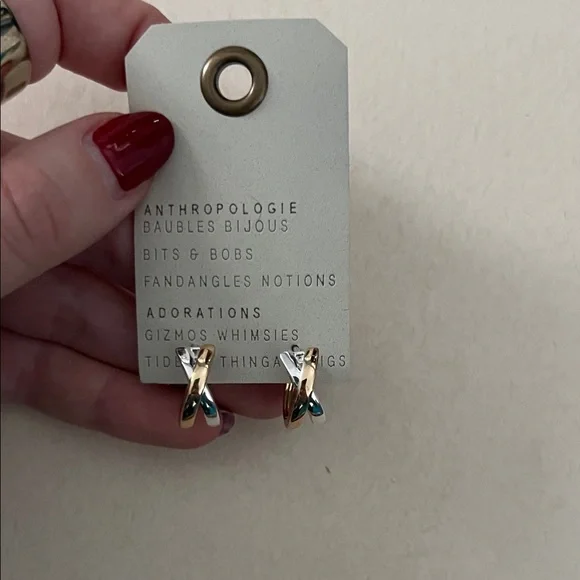 ANTHROPOLOGIE
BAUBLES BIJOUS
BITS & BOBS
FANDANGLES NOTIONS
ADORATIONS
GIZMOS WHIMSIES